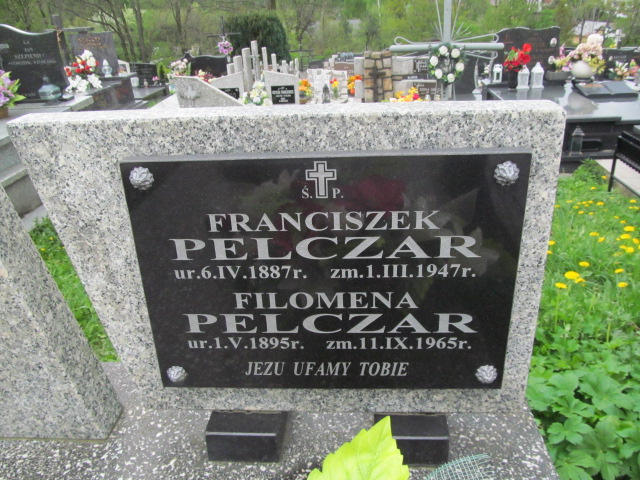 Ś. P.
FRANCISZEK
PELCZAR
ur.6.IV.1887r. zm.1.III.1947r.
FILOMENA
PELCZAR
ur.1.V.1895r. zm.11.IX.1965r.
JEZU UFAMY TOBIE